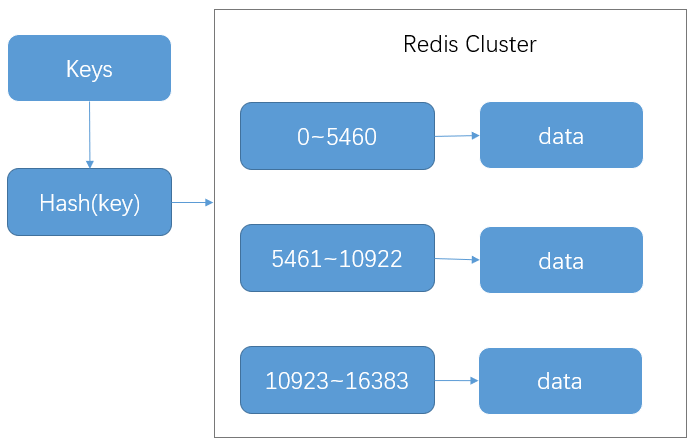 Redis Cluster
Keys
Hash(key)
0~5460
data
5461~10922
data
10923~16383
data